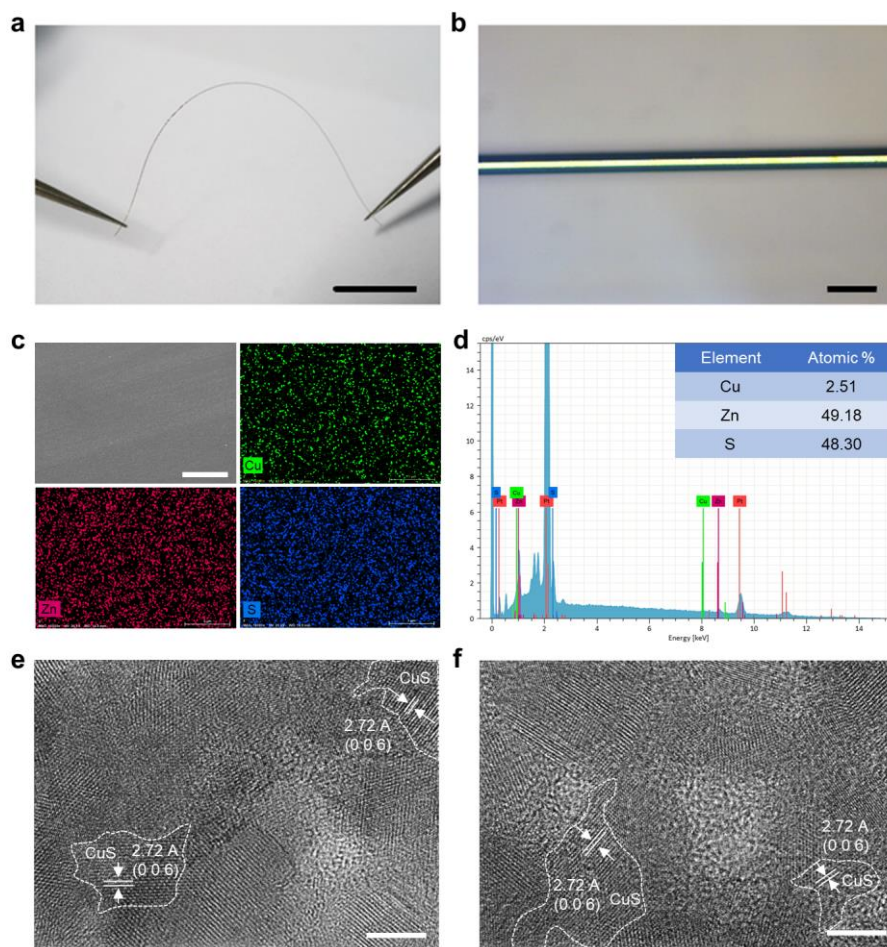 a
b
c
Cu
Zn
S
d
cps/eV
14
12
10
8
6
4
2
0
Element Atomic %
Cu 2.51
Zn 49.18
S 48.30
S Cu Pt S Cu Pt
Pt
0 2 4 6 8 10 12 14
Energy [keV]
e
CuS
2.72 A
(0 0 6)
CuS
2.72 A
(0 0 6)
f
2.72 A
(0 0 6)
CuS
2.72 A
(0 0 6)
CuS